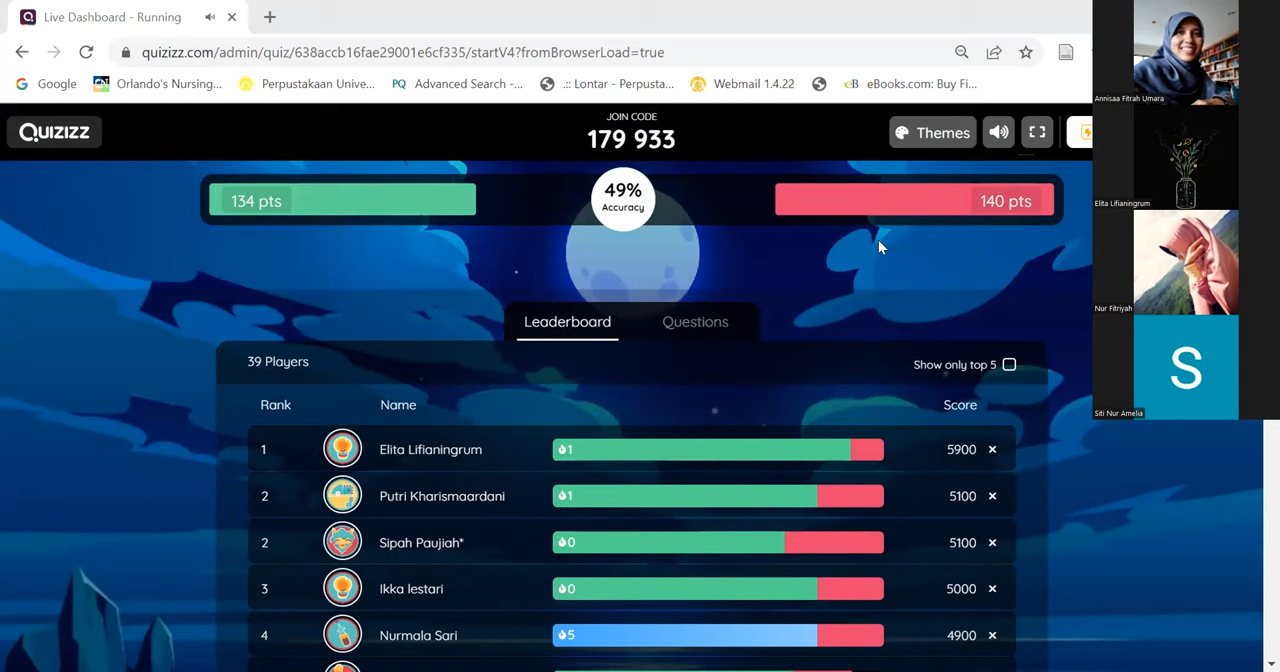 Live Dashboard - Running
quizizz.com/admin/quiz/638accb16fae29001e6cf335/startV4?fromBrowserLoad=true
Google Orlando's Nursing... Perpustakaan Unive... PQ Advanced Search -... .:: Lontar - Perpusta... Webmail 1.4.22 eBooks.com: Buy Fi...
QUIZIZZ
JOIN CODE
179 933
Themes
134 pts
49%
Accuracy
140 pts
Leaderboard Questions
39 Players
Show only top 5
Rank Name Score
1 Elita Lifianingrum 1 5900
2 Putri Kharismaardani 1 5100
2 Sipah Paujiah* 0 5100
3 Ikka lestari 0 5000
4 Nurmala Sari 5 4900
Annisaa Fitrah Umara
Elita Lifianingrum
Nur Fitriyah
S
Siti Nur Amelia